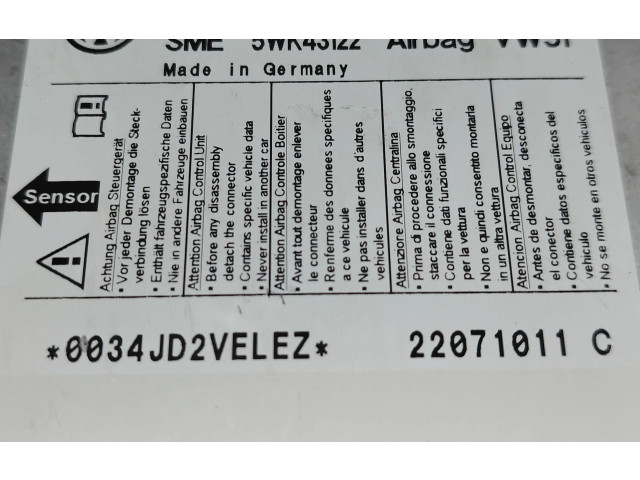 SME 5WK43122 Airbag VW51
Made in Germany
Sensor
Achtung Airbag Steuergerät
• Vor jeder Demontage die Steck-
verbindung lösen
• Enthält fahrzeugspezifische Daten
• Nie in andere Fahrzeuge einbauen
Attention Airbag Control Unit
• Before any disassembly
detach the connector
• Contains specific vehicle data
• Never install in another car
Attention Airbag Controle Boitier
• Avant tout demontage enlever
le connecteur
• Renferme des donnees specifiques
a ce vehicule
• Ne pas installer dans d'autres
vehicules
Attenzione Airbag Centralina
• Prima di procedere allo smontaggio,
staccare il connessione
• Contiene dati funzionali specifici
per la vettura
• Non e quindi consentito montarla
in un altra vettura
Atencion Airbag Control Equipo
• Antes de desmontar, desconecta
el conector
• Contiene datos especificos del
vehiculo
• No se monte en otros vehiculos
*0034JD2VELEZ* 22071011 C